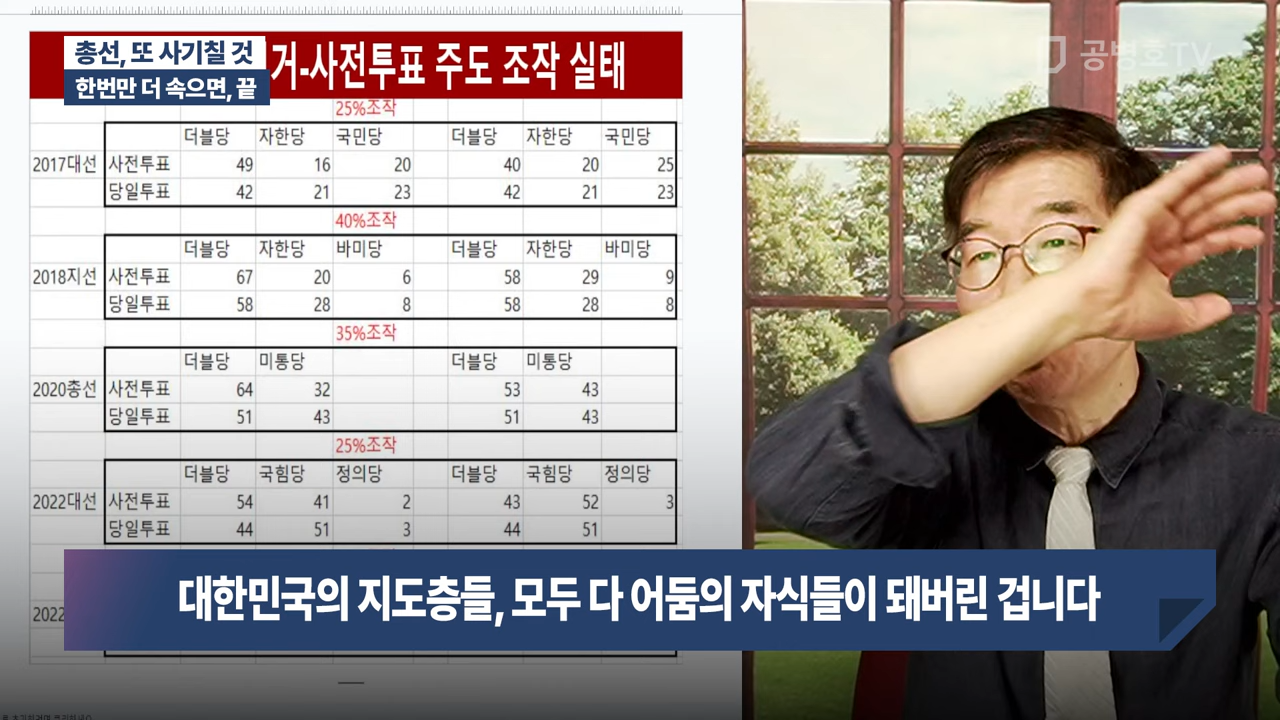 총선, 또 사기칠 것
한번만 더 속으면, 끝
거-사전투표 주도 조작 실태
공병호TV
25%조작
더블당 자한당 국민당 더블당 자한당 국민당
2017대선 사전투표 49 16 20 40 20 25
당일투표 42 21 23 42 21 23
40%조작
더블당 자한당 바미당 더블당 자한당 바미당
2018지선 사전투표 67 20 6 58 29 9
당일투표 58 28 8 58 28 8
35%조작
더블당 미통당 더블당 미통당
2020총선 사전투표 64 32 53 43
당일투표 51 43 51 43
25%조작
더블당 국힘당 정의당 더블당 국힘당 정의당
2022대선 사전투표 54 41 2 43 52 3
당일투표 44 51 3 44 51
대한민국의 지도층들, 모두 다 어둠의 자식들이 돼버린 겁니다
2022